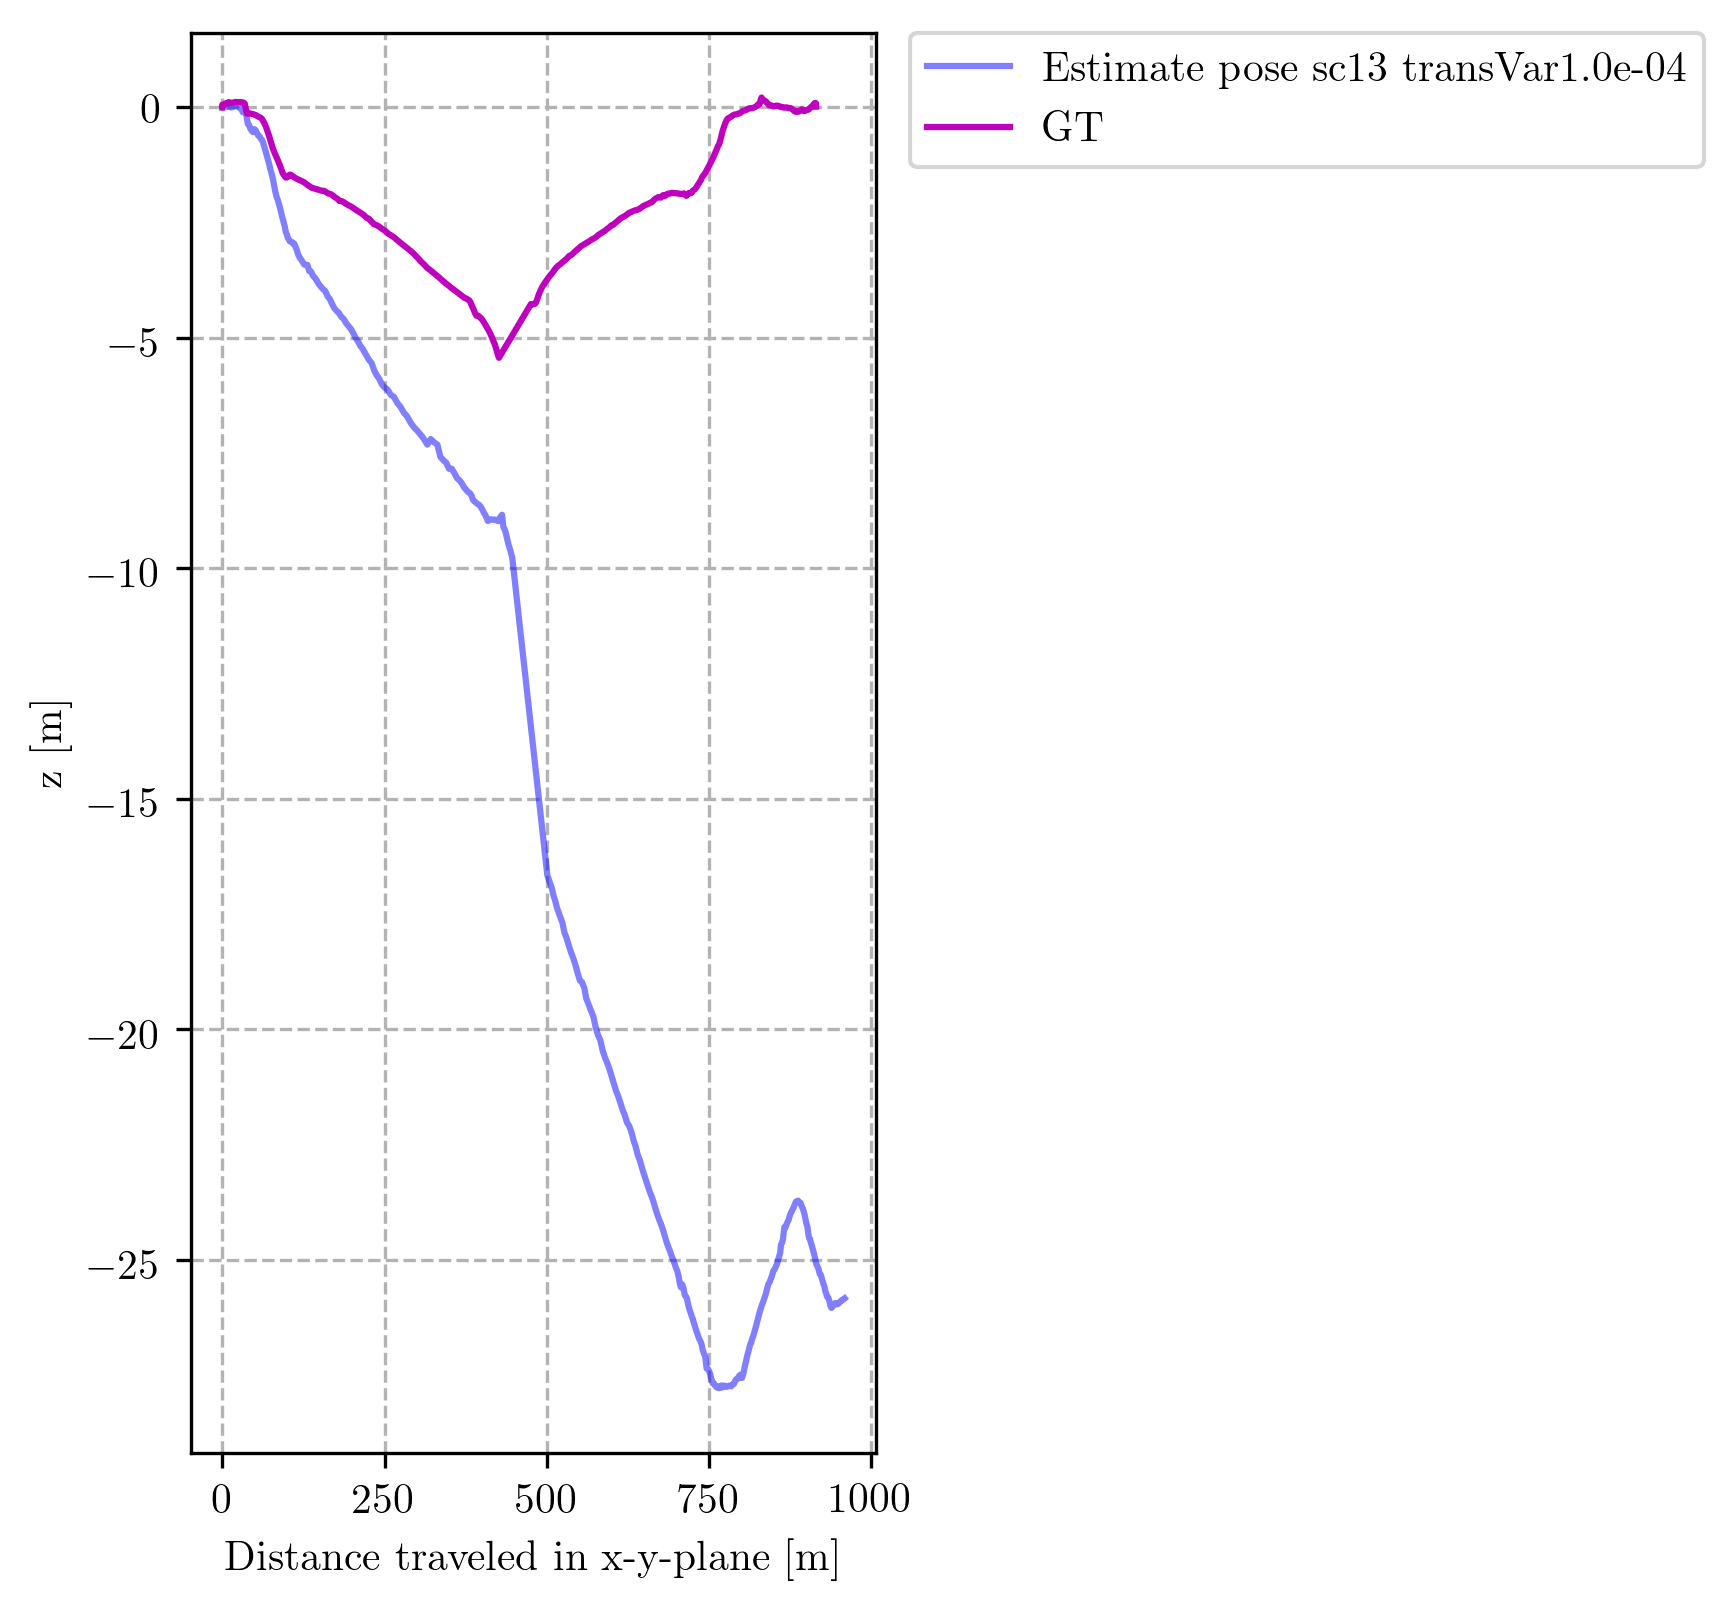 Estimate pose sc13 transVar1.0e-04
GT
0
−5
−10
−15
−20
−25
z [m]
0 250 500 750 1000
Distance traveled in x-y-plane [m]